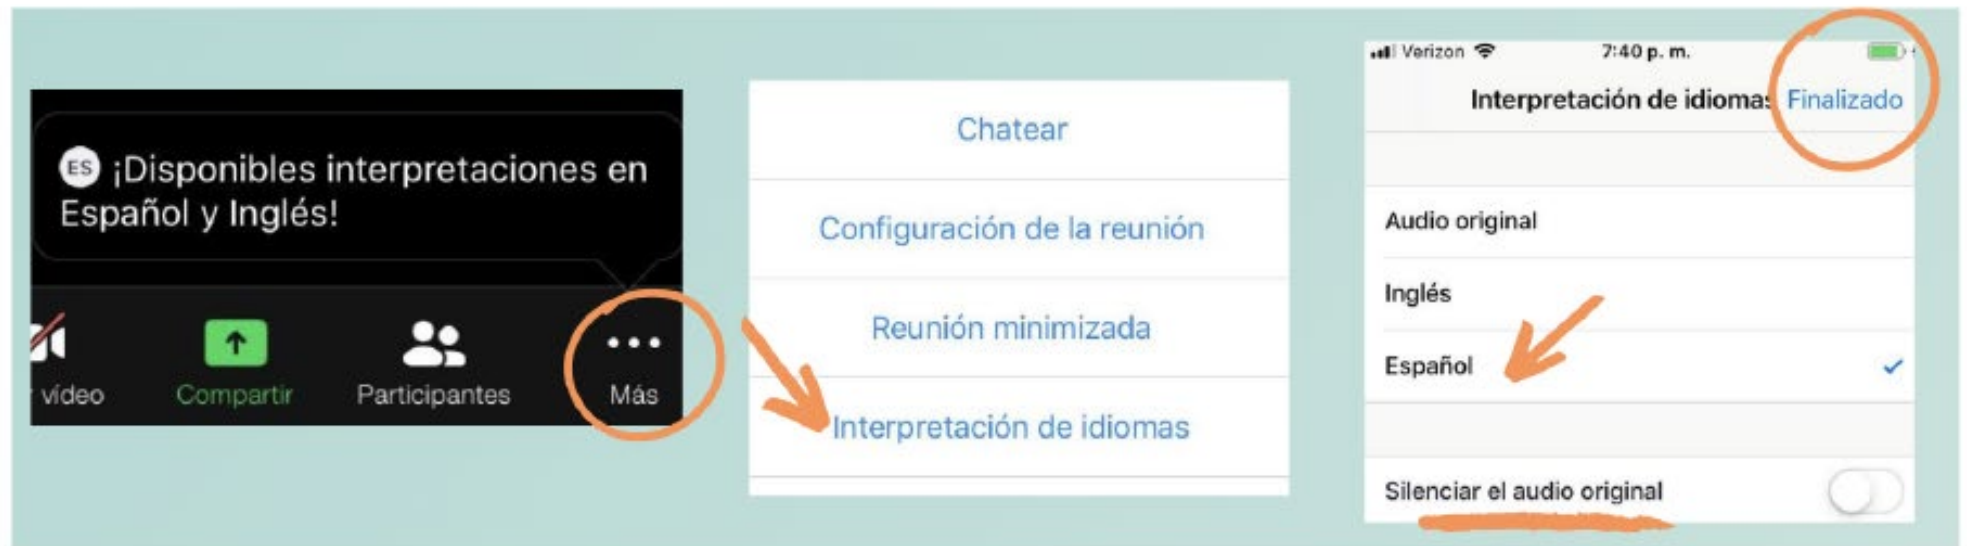 ES ¡Disponibles interpretaciones en
Español y Inglés!
vídeo
Compartir
Participantes
Más
Chatear
Configuración de la reunión
Reunión minimizada
Interpretación de idiomas
Verizon 7:40 p. m.
Interpretación de idiomas Finalizado
Audio original
Inglés
Español
Silenciar el audio original